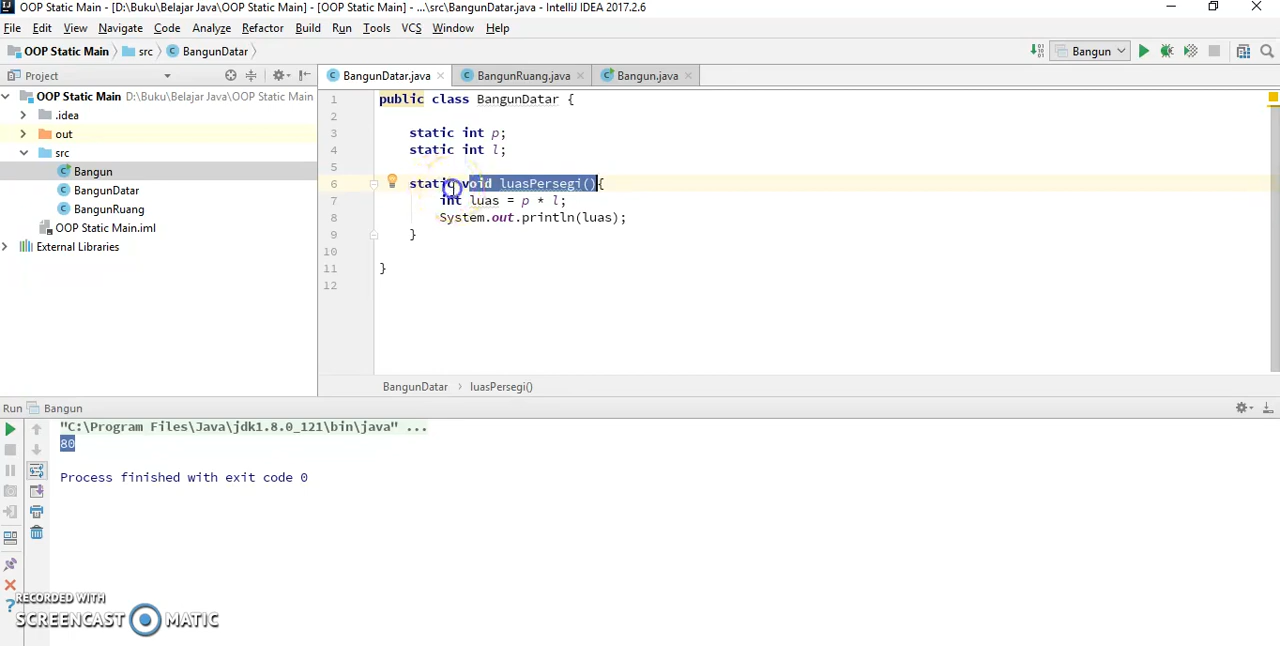 OOP Static Main - [D:\Buku\Belajar Java\OOP Static Main] - [OOP Static Main] - ...\src\BangunDatar.java - IntelliJ IDEA 2017.2.6
File Edit View Navigate Code Analyze Refactor Build Run Tools VCS Window Help
OOP Static Main src BangunDatar Bangun
Project BangunDatar.java BangunRuang.java Bangun.java
OOP Static Main D:\Buku\Belajar Java\OOP Static Main
.idea
out
src
Bangun
BangunDatar
BangunRuang
OOP Static Main.iml
External Libraries
1 public class BangunDatar {
2
3 static int p;
4 static int l;
5
6 static void luasPersegi(){
7 int luas = p * l;
8 System.out.println(luas);
9 }
10
11 }
12
BangunDatar > luasPersegi()
Run Bangun
"C:\Program Files\Java\jdk1.8.0_121\bin\java" ...
80
Process finished with exit code 0
RECORDED WITH
SCREENCAST MATIC